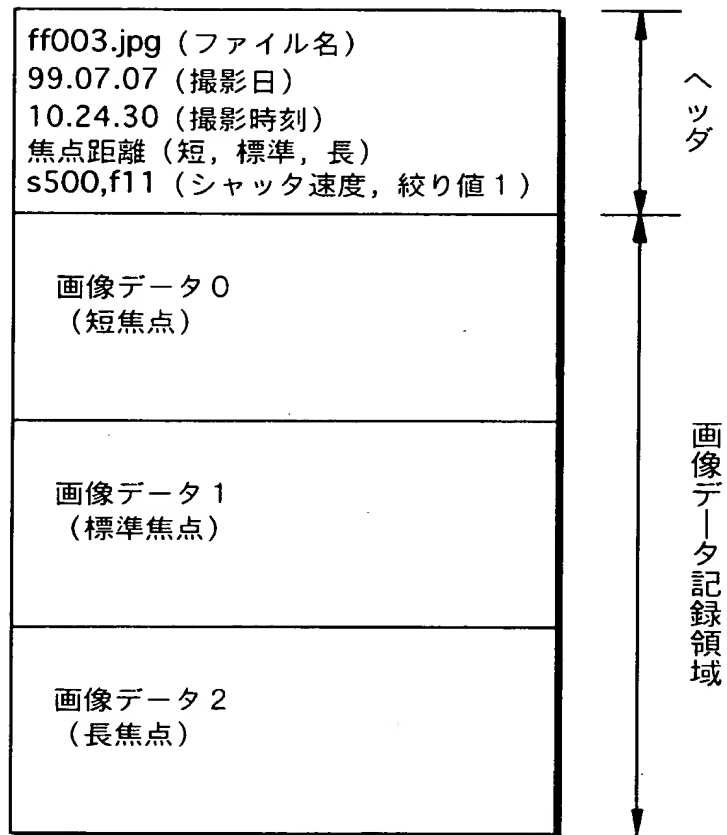 ff003.jpg（ファイル名）
99.07.07（撮影日）
10.24.30（撮影時刻）
焦点距離（短，標準，長）
s500,f11（シャッタ速度，絞り値１）
ヘッダ
画像データ０
（短焦点）
画像データ１
（標準焦点）
画像データ２
（長焦点）
画像データ記録領域